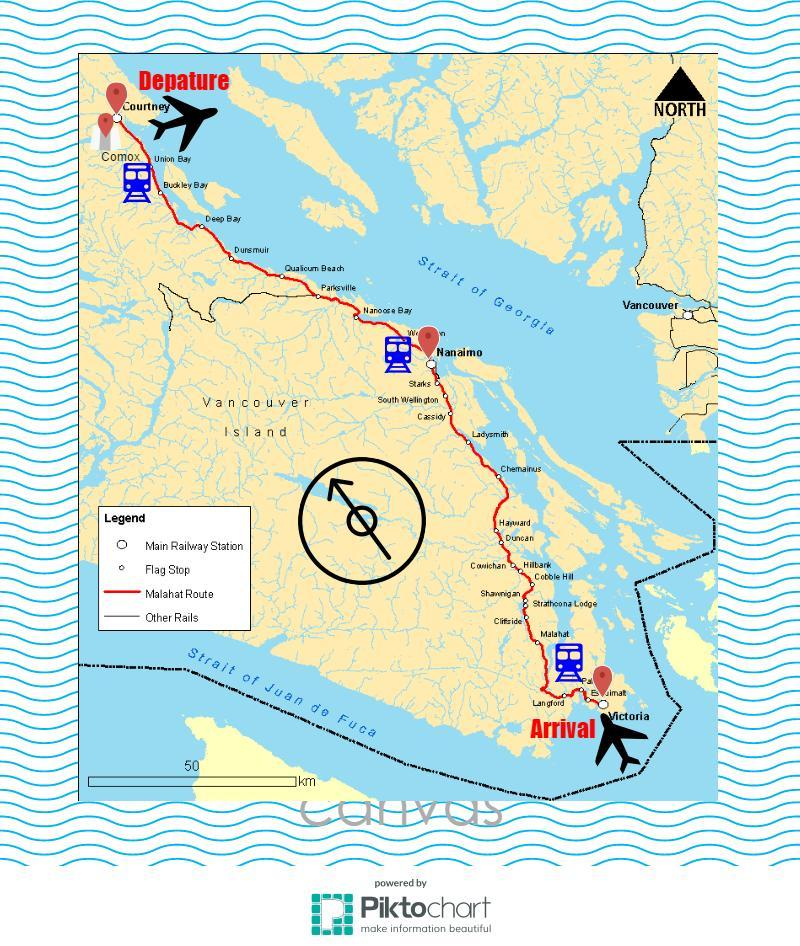 Depature
NORTH
Courtney
Comox
Union Bay
Buckley Bay
Deep Bay
Dunsmuir
Qualicum Beach
Parksville
Nanoose Bay
Strait of Georgia
Vancouver
Nanaimo
Starks
South Wellington
Cassidy
Vancouver
Island
Ladysmith
Chemainus
Legend
Main Railway Station
Flag Stop
Malahat Route
Other Rails
Hayward
Duncan
Cowichan
Hillbank
Cobble Hill
Shawnigan
Strathcona Lodge
Cliffside
Malahat
Langford
Victoria
Arrival
Strait of Juan de Fuca
50
km
canvas
powered by
Piktochart
make information beautiful